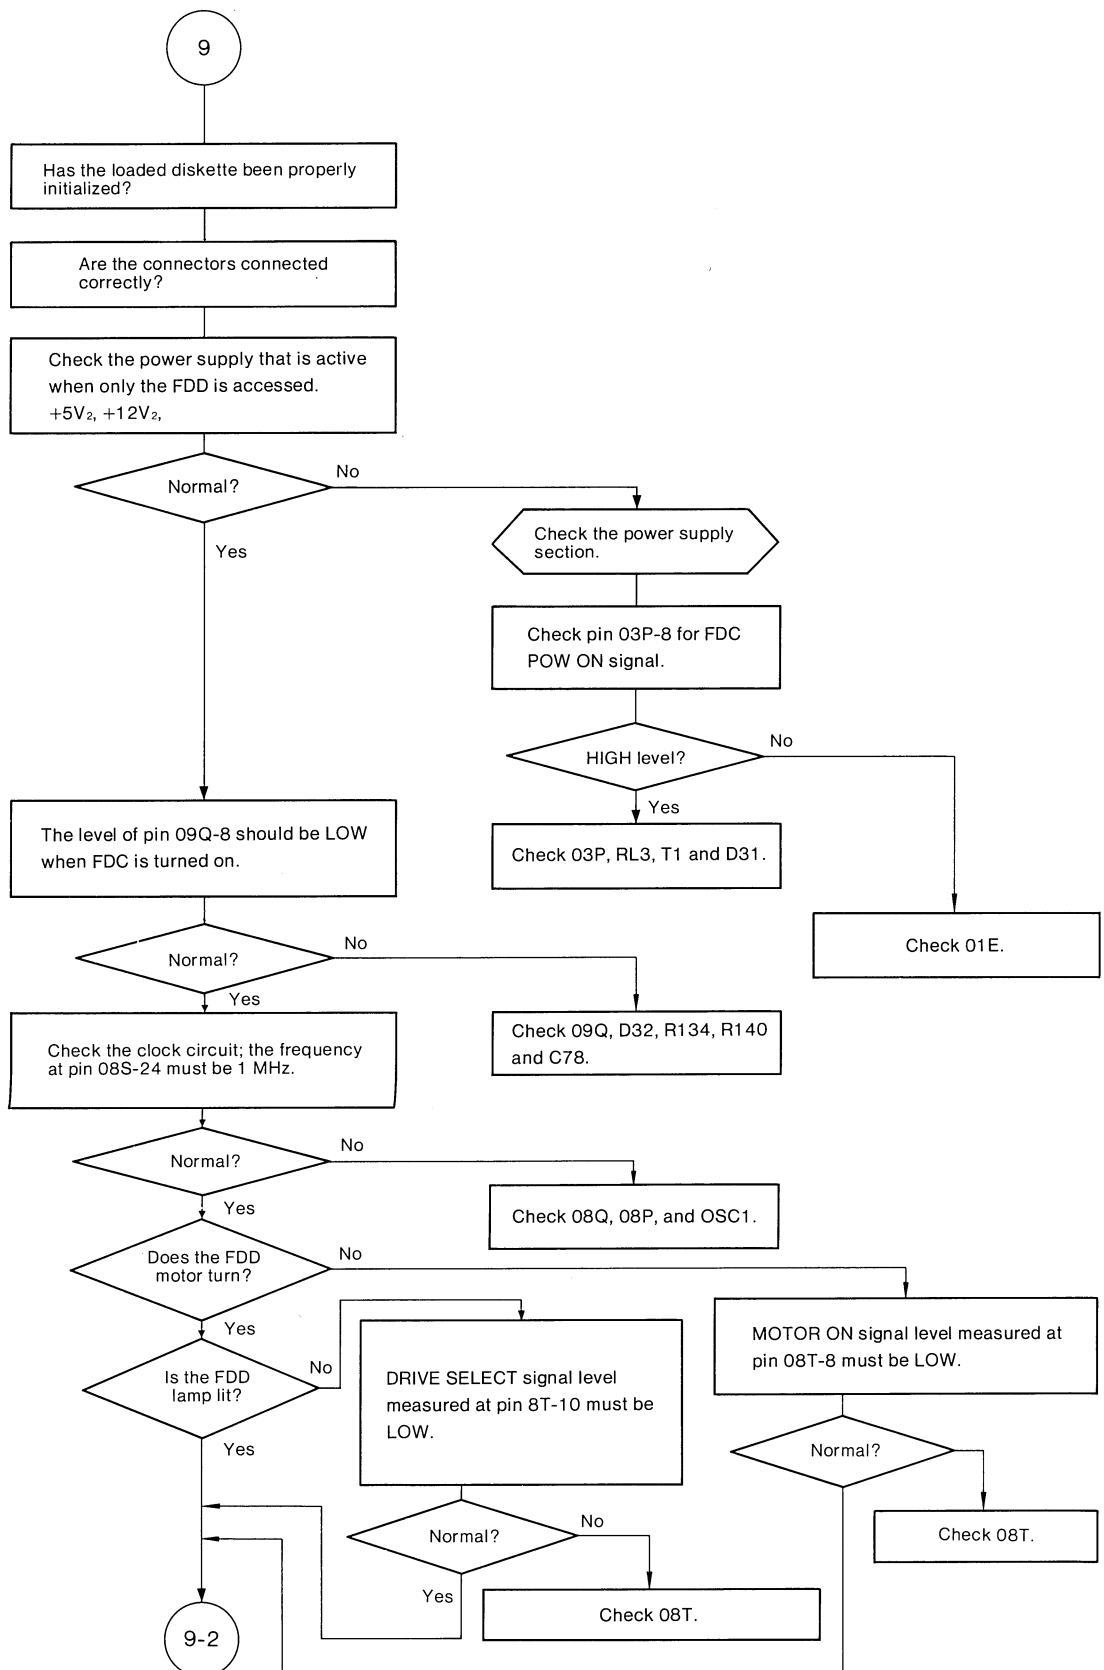 9
Has the loaded diskette been properly
initialized?
Are the connectors connected
correctly?
Check the power supply that is active
when only the FDD is accessed.
+5V₂, +12V₂,
Normal?
No
Yes
Check the power supply
section.
Check pin 03P-8 for FDC
POW ON signal.
HIGH level?
No
Yes
Check 03P, RL3, T1 and D31.
Check 01E.
The level of pin 09Q-8 should be LOW
when FDC is turned on.
Normal?
No
Yes
Check 09Q, D32, R134, R140
and C78.
Check the clock circuit; the frequency
at pin 08S-24 must be 1 MHz.
Normal?
No
Yes
Check 08Q, 08P, and OSC1.
Does the FDD
motor turn?
No
Yes
MOTOR ON signal level measured at
pin 08T-8 must be LOW.
Normal?
Check 08T.
Is the FDD
lamp lit?
No
Yes
DRIVE SELECT signal level
measured at pin 8T-10 must be
LOW.
Normal?
No
Yes
Check 08T.
9-2